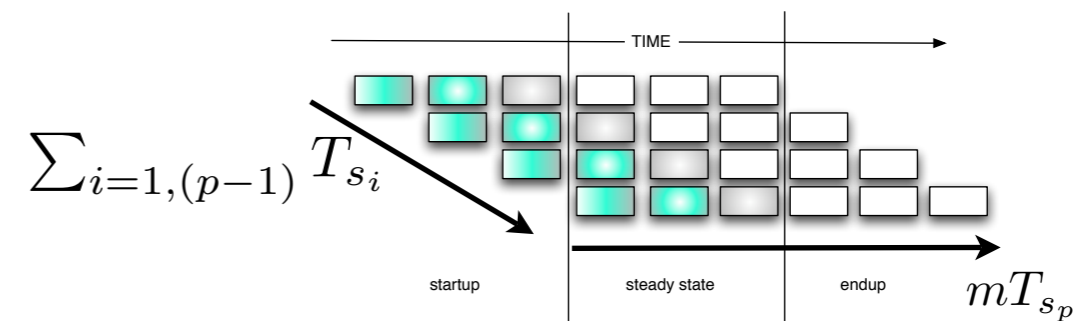 TIME
∑i=1,(p−1) Tsi
startup
steady state
endup
mTsp